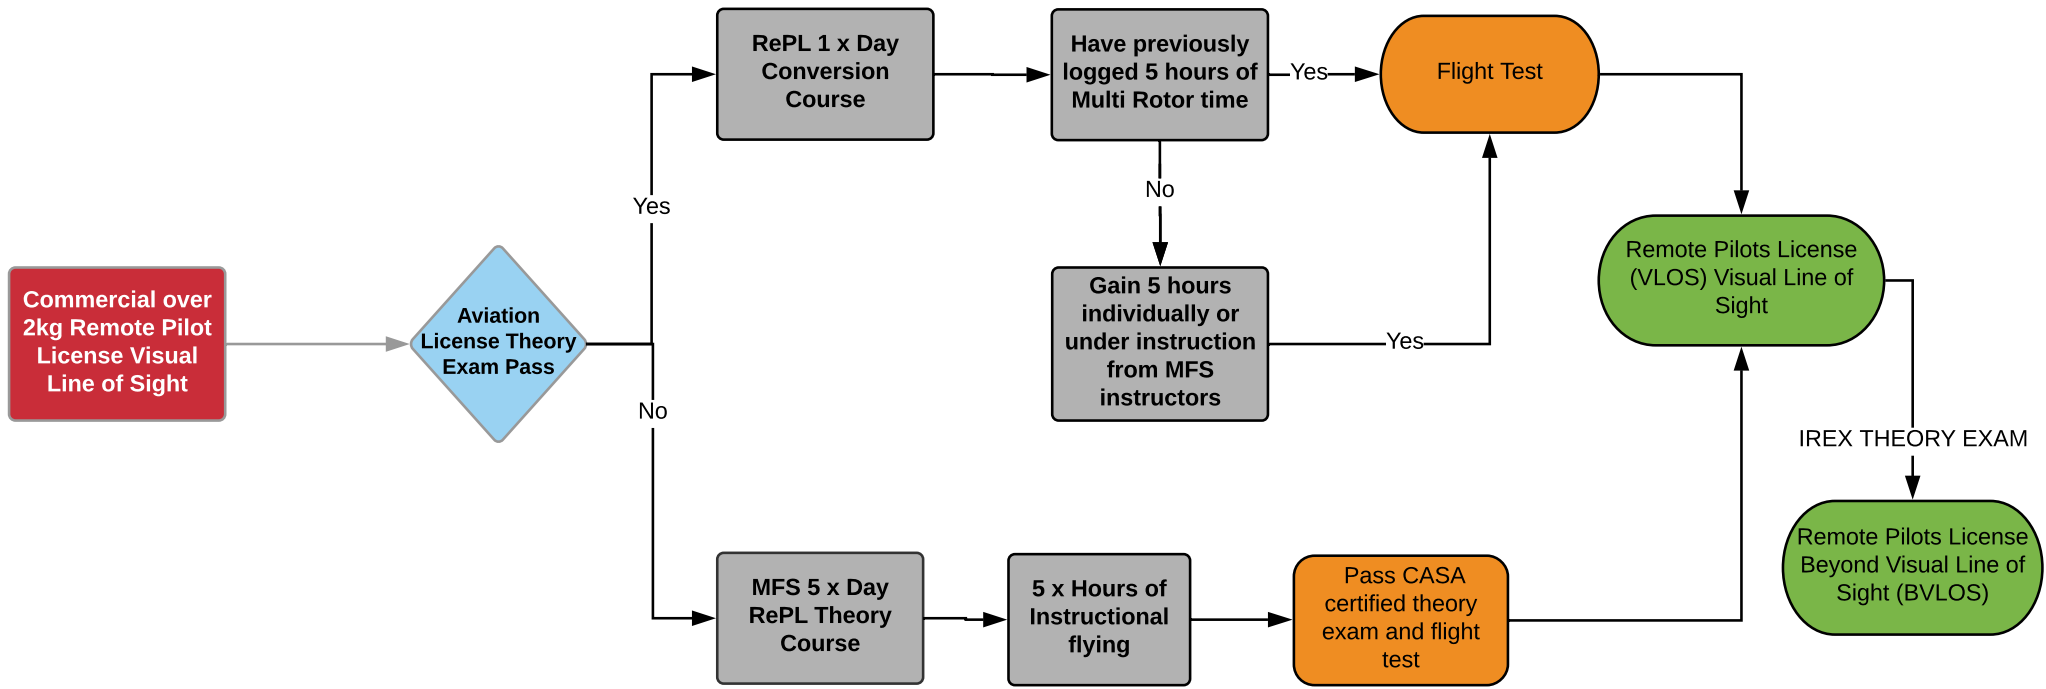 RePL 1 x Day
Conversion
Course
Have previously
logged 5 hours of
Multi Rotor time
Yes
Flight Test
No
Yes
Remote Pilots License
(VLOS) Visual Line of
Sight
Commercial over
2kg Remote Pilot
License Visual
Line of Sight
Aviation
License Theory
Exam Pass
Gain 5 hours
individually or
under instruction
from MFS
instructors
Yes
No
IREX THEORY EXAM
MFS 5 x Day
RePL Theory
Course
5 x Hours of
Instructional
flying
Pass CASA
certified theory
exam and flight
test
Remote Pilots License
Beyond Visual Line of
Sight (BVLOS)